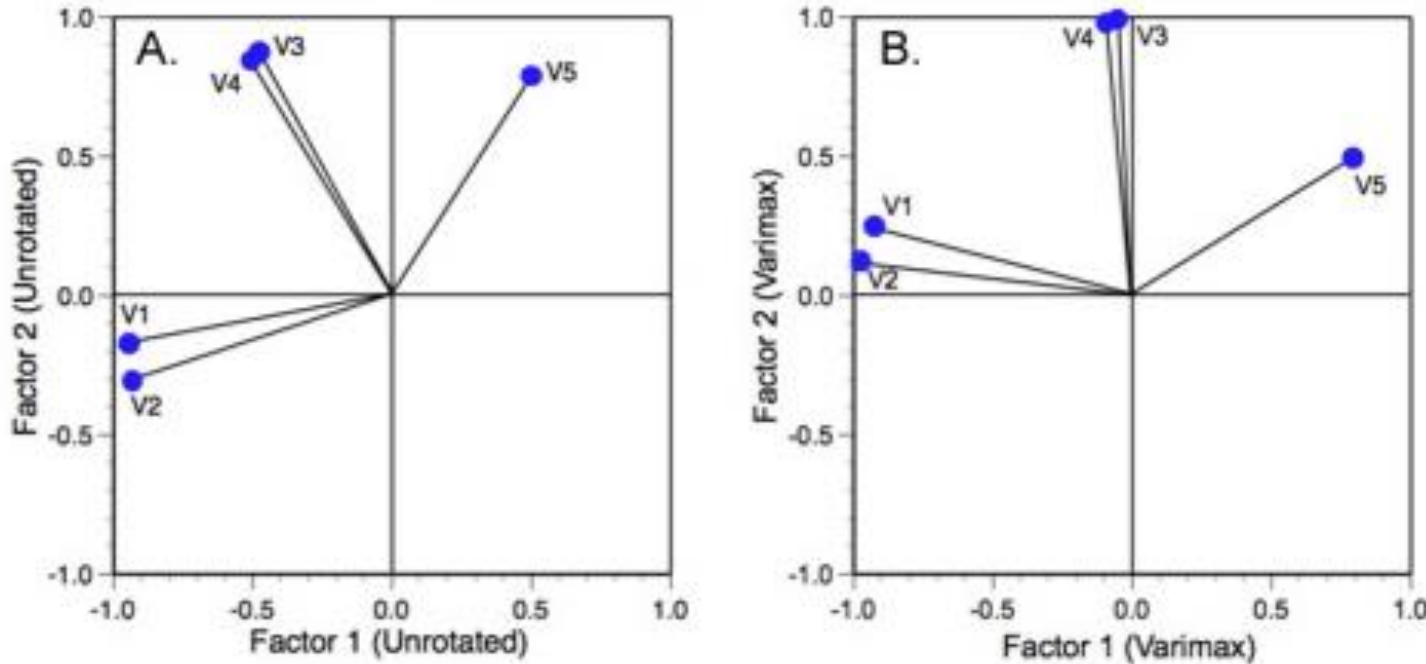 A.
1.0
V3
V4
V5
0.5
0.0
V1
V2
-0.5
-1.0
-1.0 -0.5 0.0 0.5 1.0
Factor 1 (Unrotated)
Factor 2 (Unrotated)
B.
1.0
V4
V3
0.5
V5
V1
V2
0.0
-0.5
-1.0
-1.0 -0.5 0.0 0.5 1.0
Factor 1 (Varimax)
Factor 2 (Varimax)